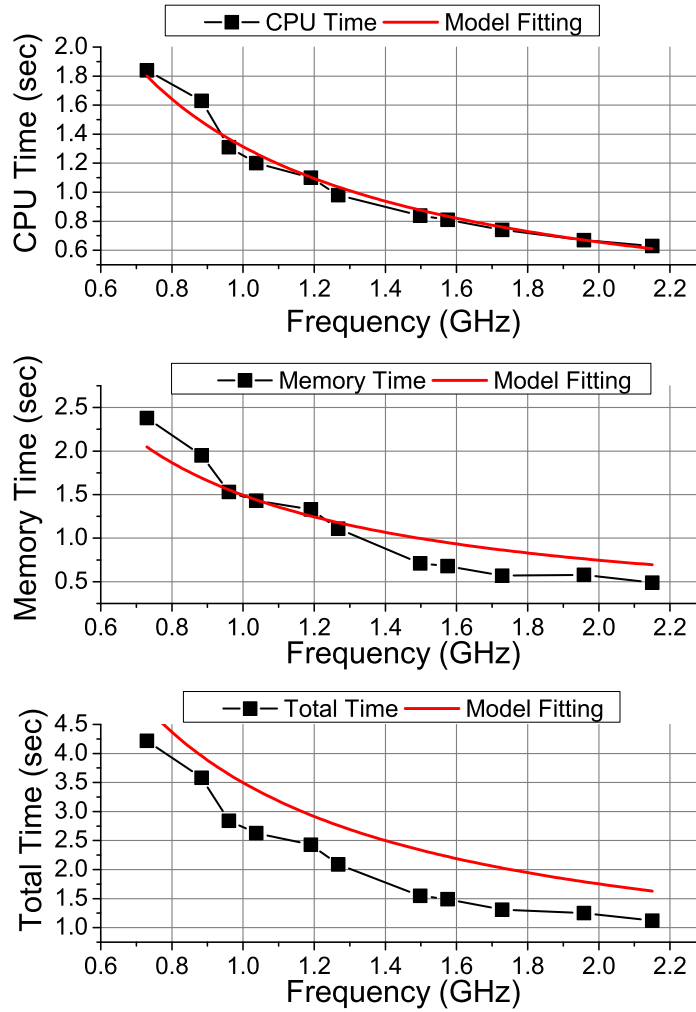 CPU Time Model Fitting
CPU Time (sec)
2.0
1.8
1.6
1.4
1.2
1.0
0.8
0.6
0.6 0.8 1.0 1.2 1.4 1.6 1.8 2.0 2.2
Frequency (GHz)
Memory Time Model Fitting
Memory Time (sec)
2.5
2.0
1.5
1.0
0.5
0.6 0.8 1.0 1.2 1.4 1.6 1.8 2.0 2.2
Frequency (GHz)
Total Time Model Fitting
Total Time (sec)
4.5
4.0
3.5
3.0
2.5
2.0
1.5
1.0
0.6 0.8 1.0 1.2 1.4 1.6 1.8 2.0 2.2
Frequency (GHz)